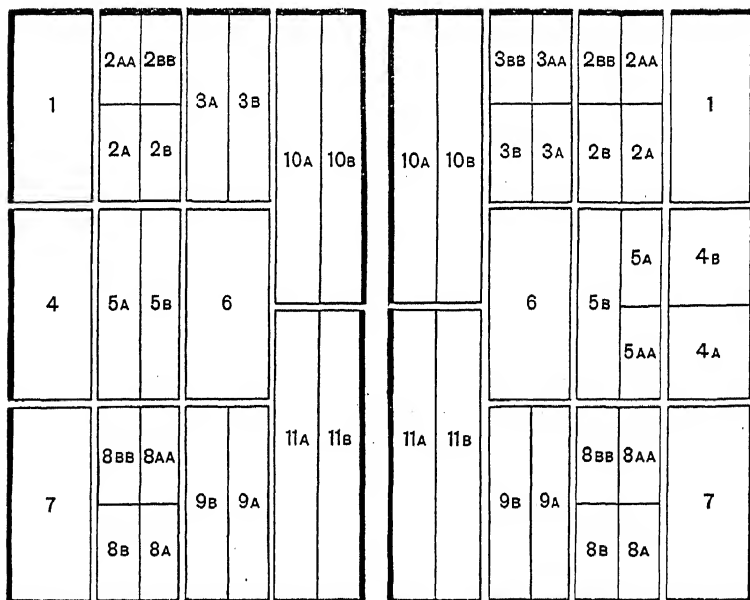 2AA 2BB 3BB 3AA 2BB 2AA
1 3A 3B 1
2A 2B 10A 10B 10A 10B 3B 3A 2B 2A
5A 4B
4 5A 5B 6 6 5B
5AA 4A
11A 11B 11A 11B
8BB 8AA 8BB 8AA
7 9B 9A 9B 9A 7
8B 8A 8B 8A